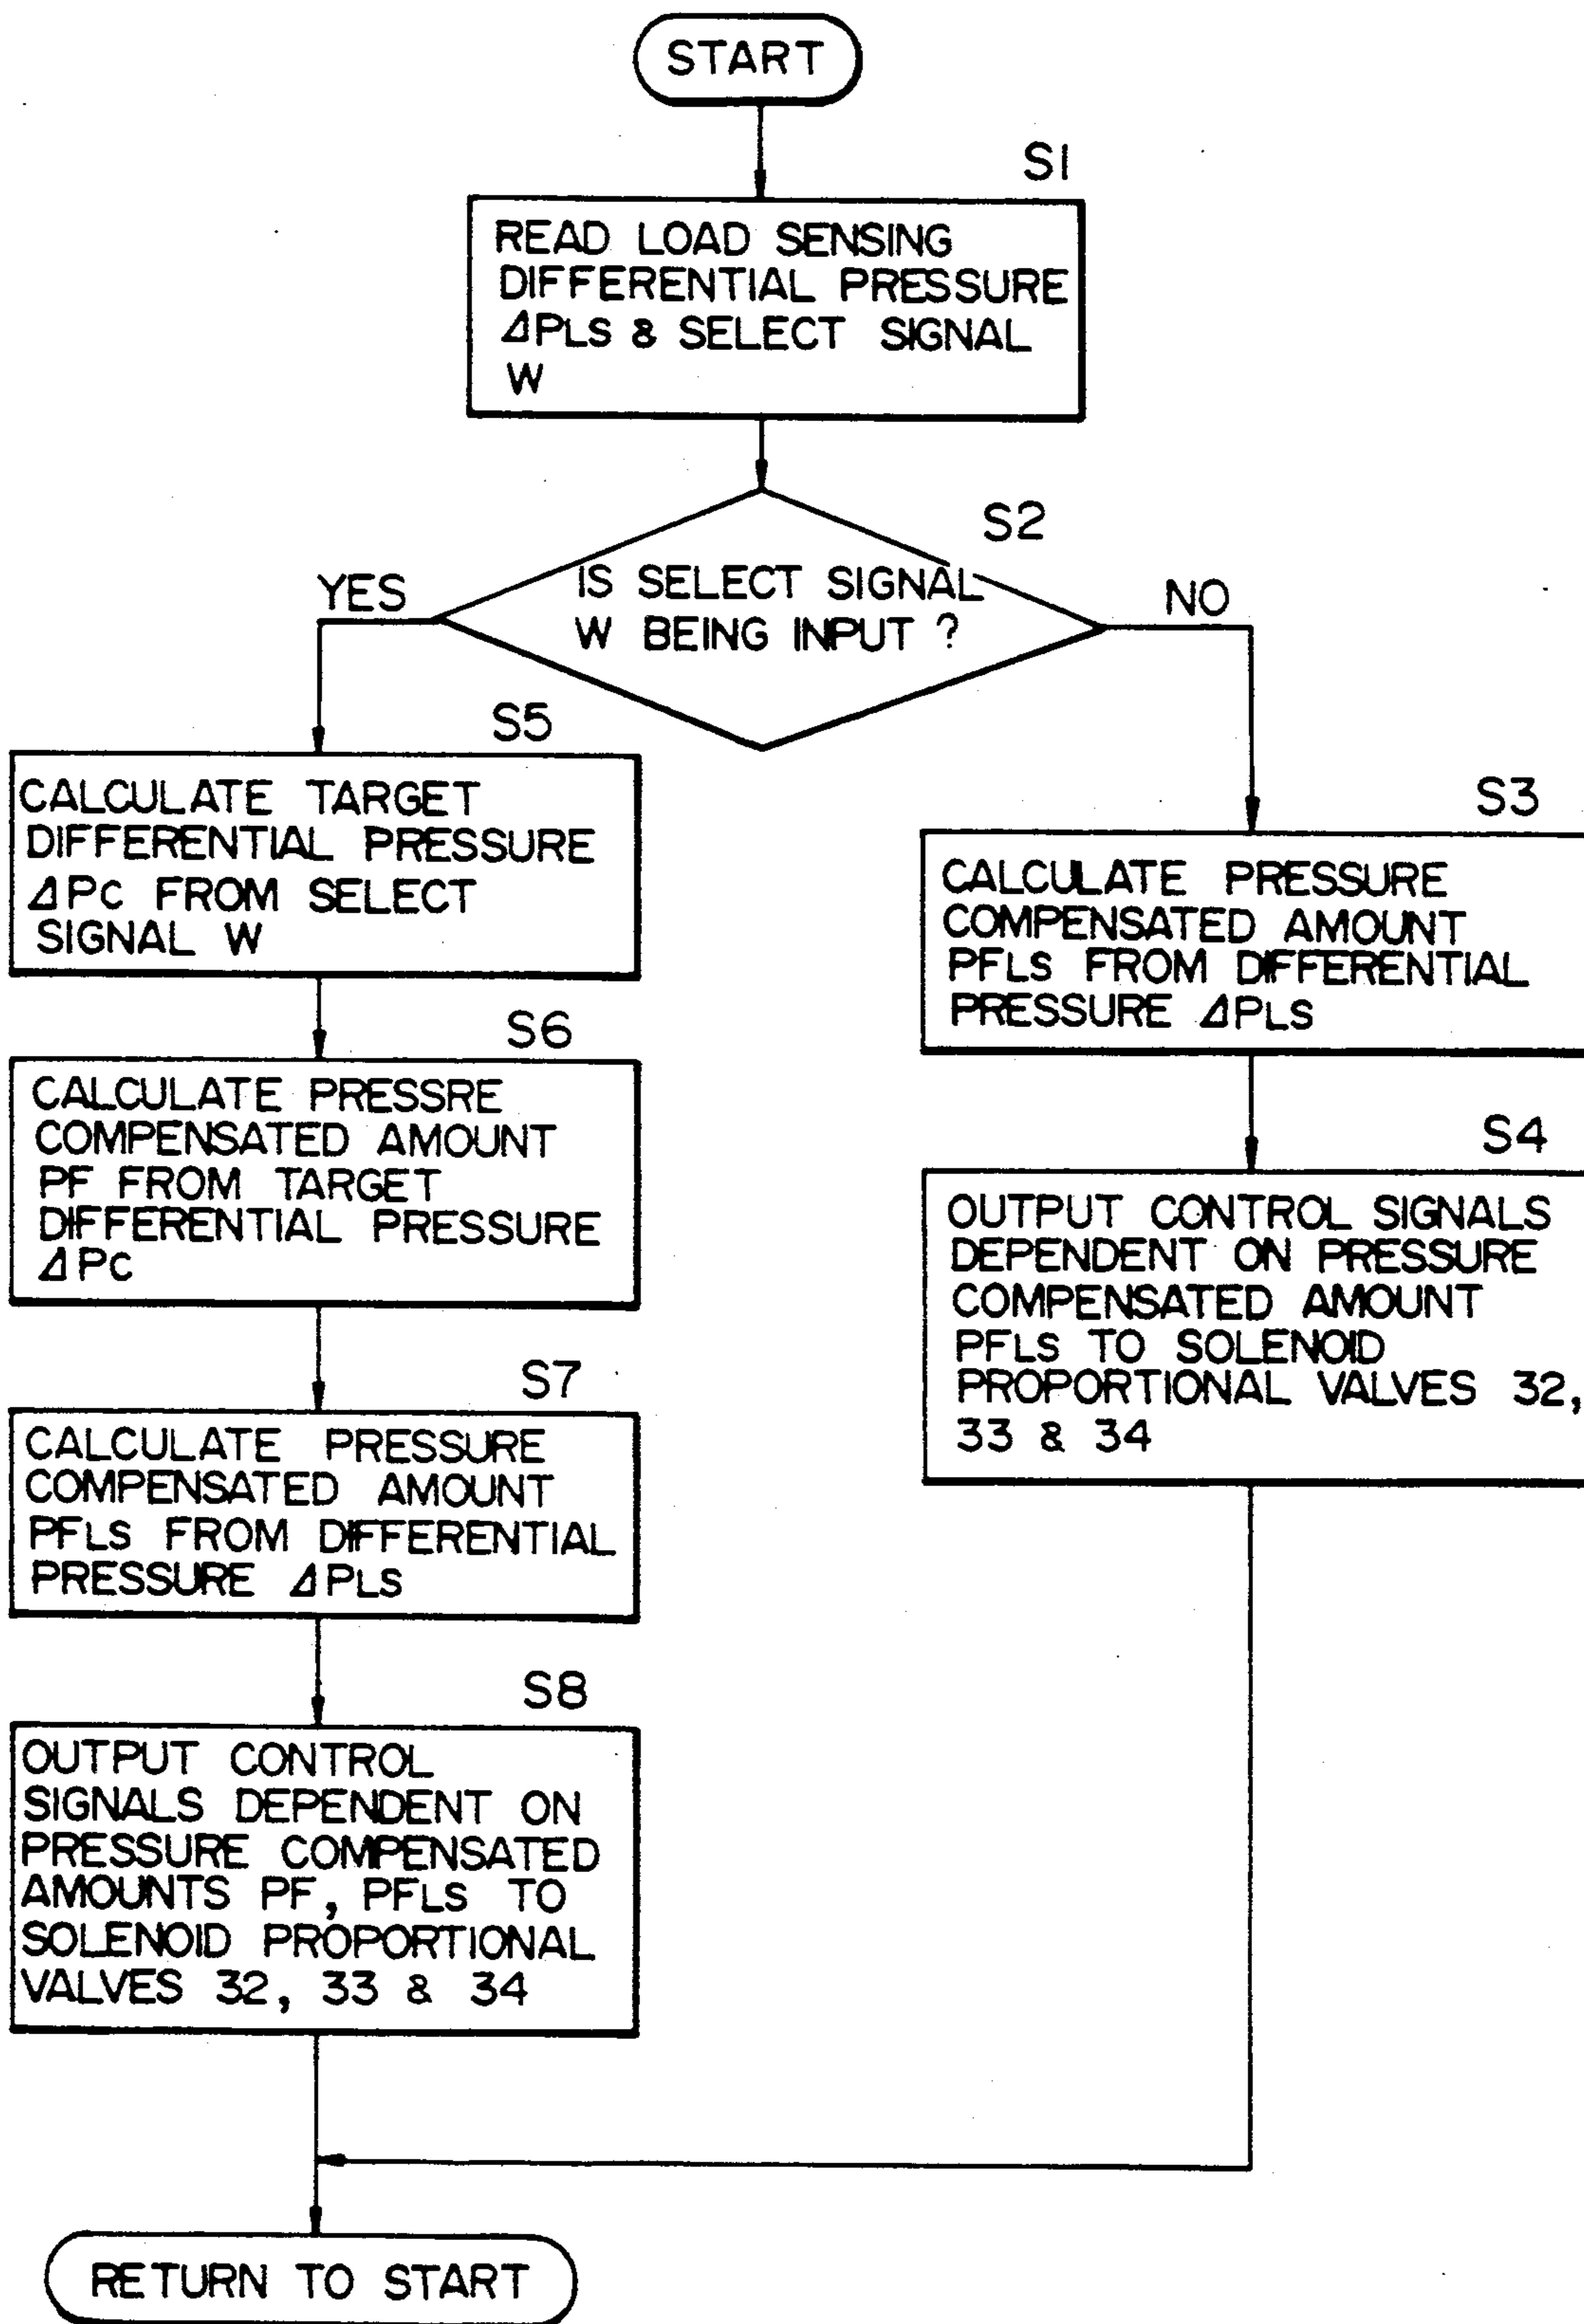 START
S1
READ LOAD SENSING
DIFFERENTIAL PRESSURE
ΔPLS & SELECT SIGNAL
W
S2
IS SELECT SIGNAL
W BEING INPUT ?
YES
NO
S5
CALCULATE TARGET
DIFFERENTIAL PRESSURE
ΔPC FROM SELECT
SIGNAL W
S6
CALCULATE PRESSRE
COMPENSATED AMOUNT
PF FROM TARGET
DIFFERENTIAL PRESSURE
ΔPC
S7
CALCULATE PRESSURE
COMPENSATED AMOUNT
PFLS FROM DIFFERENTIAL
PRESSURE ΔPLS
S8
OUTPUT CONTROL
SIGNALS DEPENDENT ON
PRESSURE COMPENSATED
AMOUNTS PF, PFLS TO
SOLENOID PROPORTIONAL
VALVES 32, 33 & 34
S3
CALCULATE PRESSURE
COMPENSATED AMOUNT
PFLS FROM DIFFERENTIAL
PRESSURE ΔPLS
S4
OUTPUT CONTROL SIGNALS
DEPENDENT ON PRESSURE
COMPENSATED AMOUNT
PFLS TO SOLENOID
PROPORTIONAL VALVES 32,
33 & 34
RETURN TO START